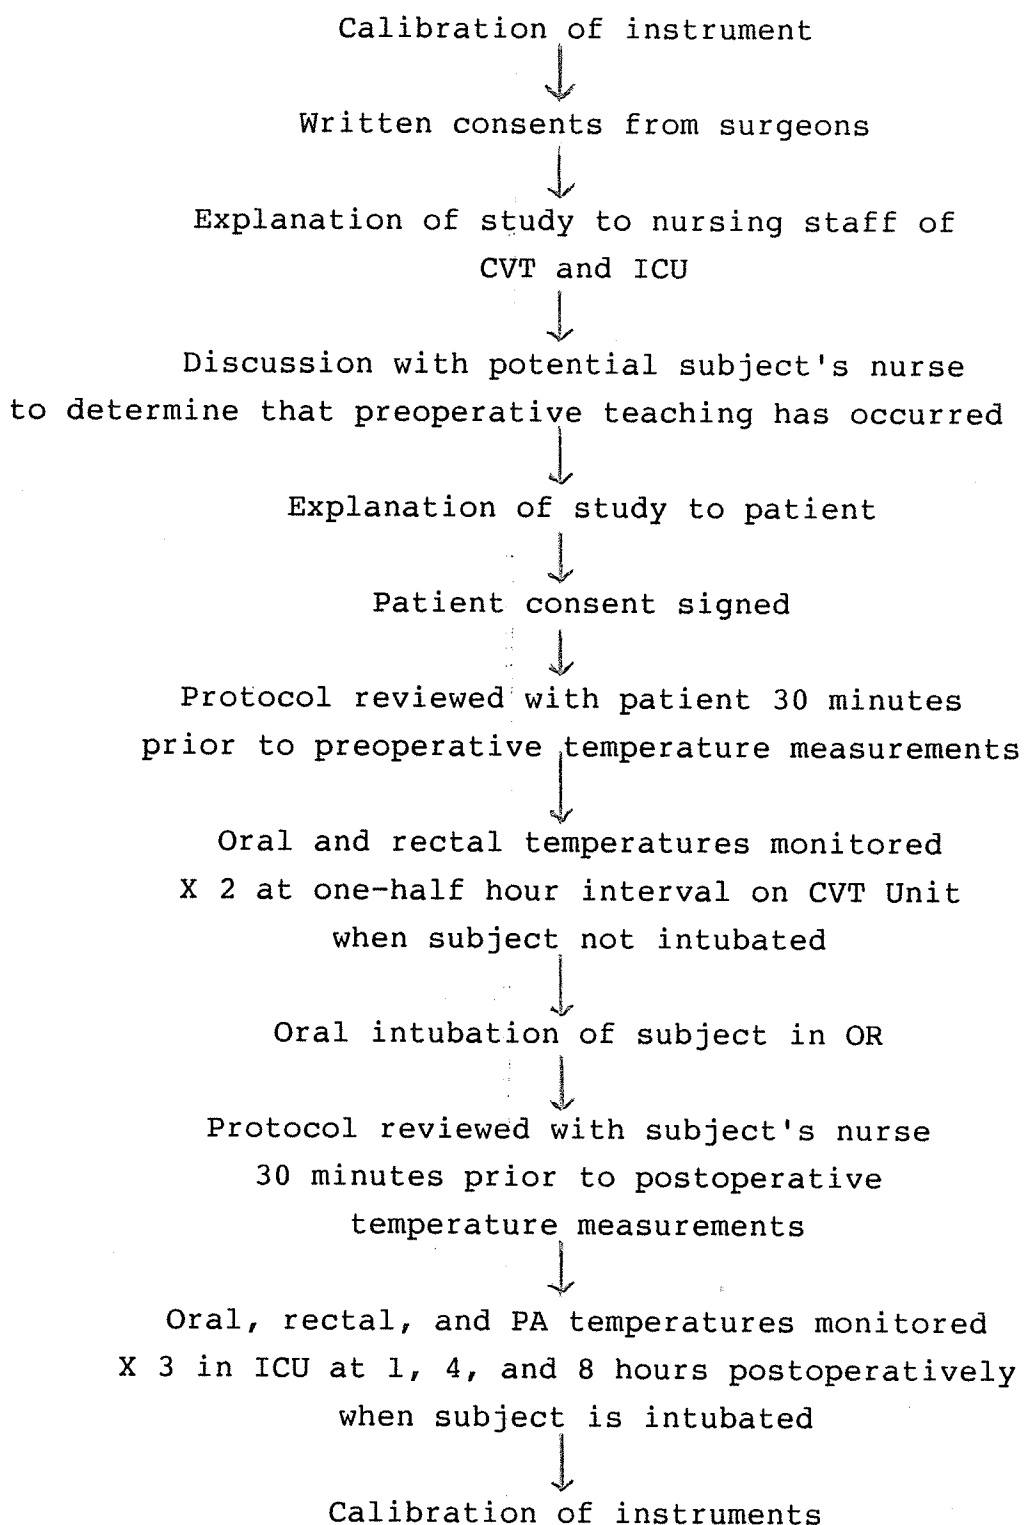 Calibration of instrument
Written consents from surgeons
Explanation of study to nursing staff of
CVT and ICU
Discussion with potential subject's nurse
to determine that preoperative teaching has occurred
Explanation of study to patient
Patient consent signed
Protocol reviewed with patient 30 minutes
prior to preoperative temperature measurements
Oral and rectal temperatures monitored
X 2 at one-half hour interval on CVT Unit
when subject not intubated
Oral intubation of subject in OR
Protocol reviewed with subject's nurse
30 minutes prior to postoperative
temperature measurements
Oral, rectal, and PA temperatures monitored
X 3 in ICU at 1, 4, and 8 hours postoperatively
when subject is intubated
Calibration of instruments